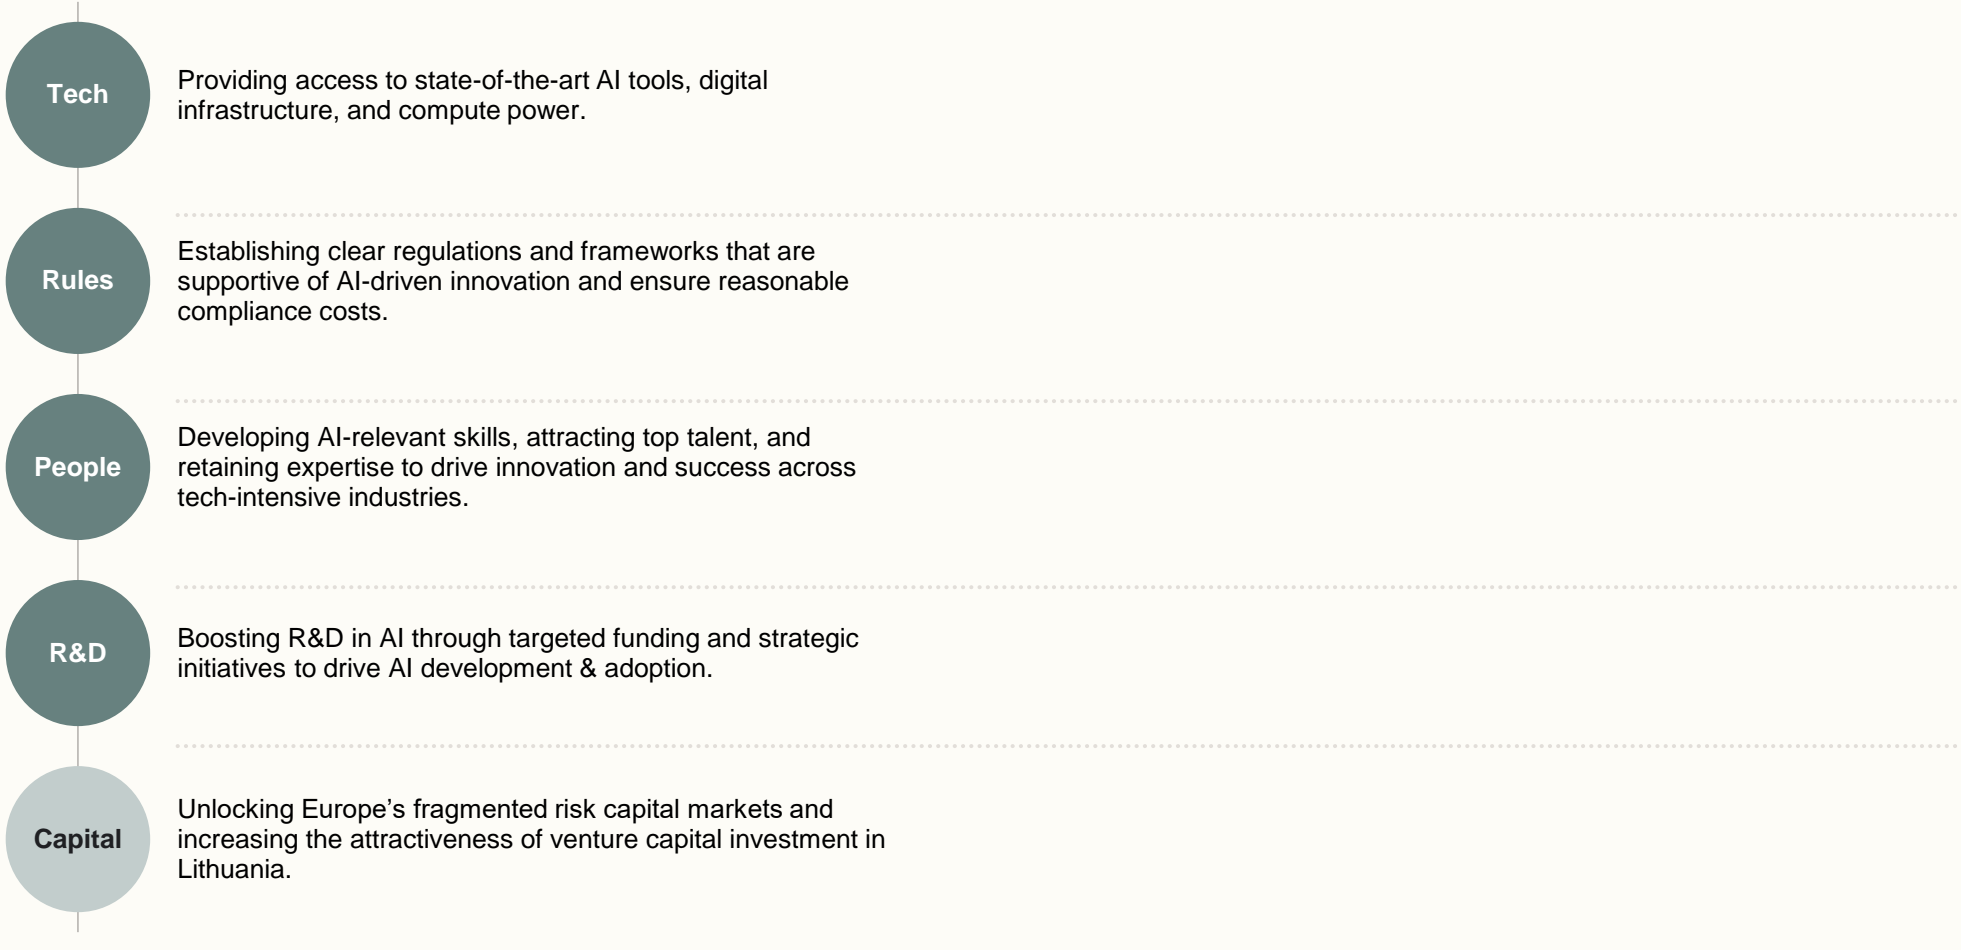 Tech
Providing access to state-of-the-art AI tools, digital
infrastructure, and compute power.
Rules
Establishing clear regulations and frameworks that are
supportive of AI-driven innovation and ensure reasonable
compliance costs.
People
Developing AI-relevant skills, attracting top talent, and
retaining expertise to drive innovation and success across
tech-intensive industries.
R&D
Boosting R&D in AI through targeted funding and strategic
initiatives to drive AI development & adoption.
Capital
Unlocking Europe’s fragmented risk capital markets and
increasing the attractiveness of venture capital investment in
Lithuania.